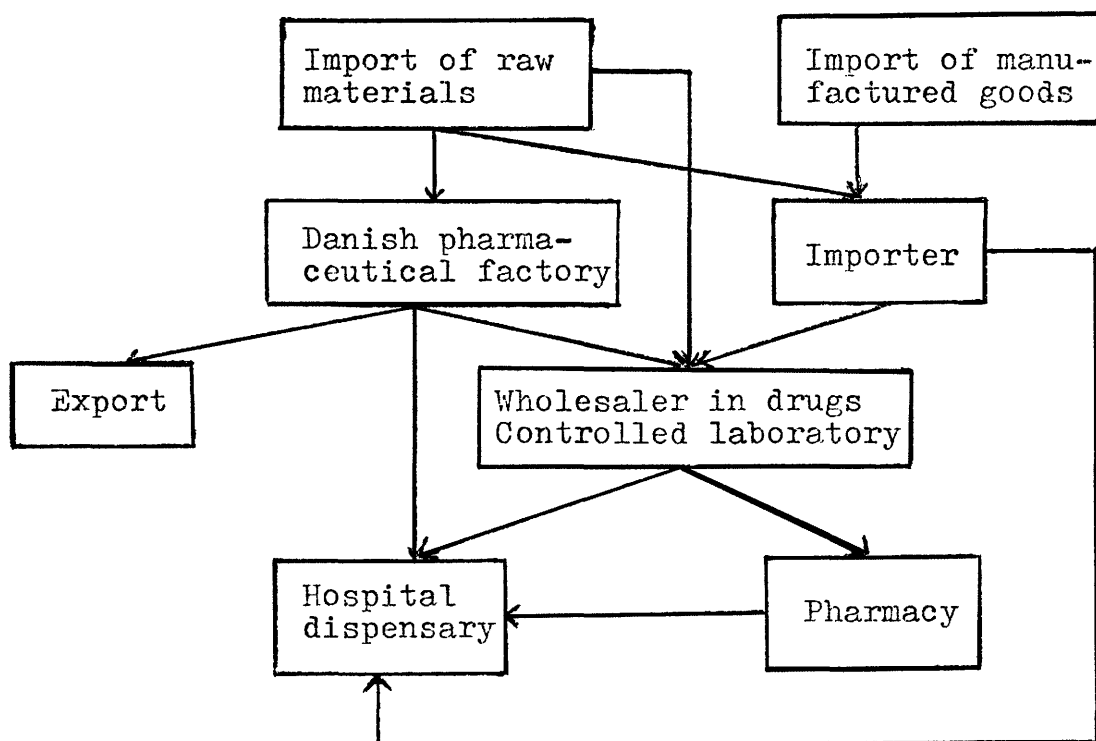 Import of raw
materials
Import of manu-
factured goods
Danish pharma-
ceutical factory
Importer
Export
Wholesaler in drugs
Controlled laboratory
Hospital
dispensary
Pharmacy